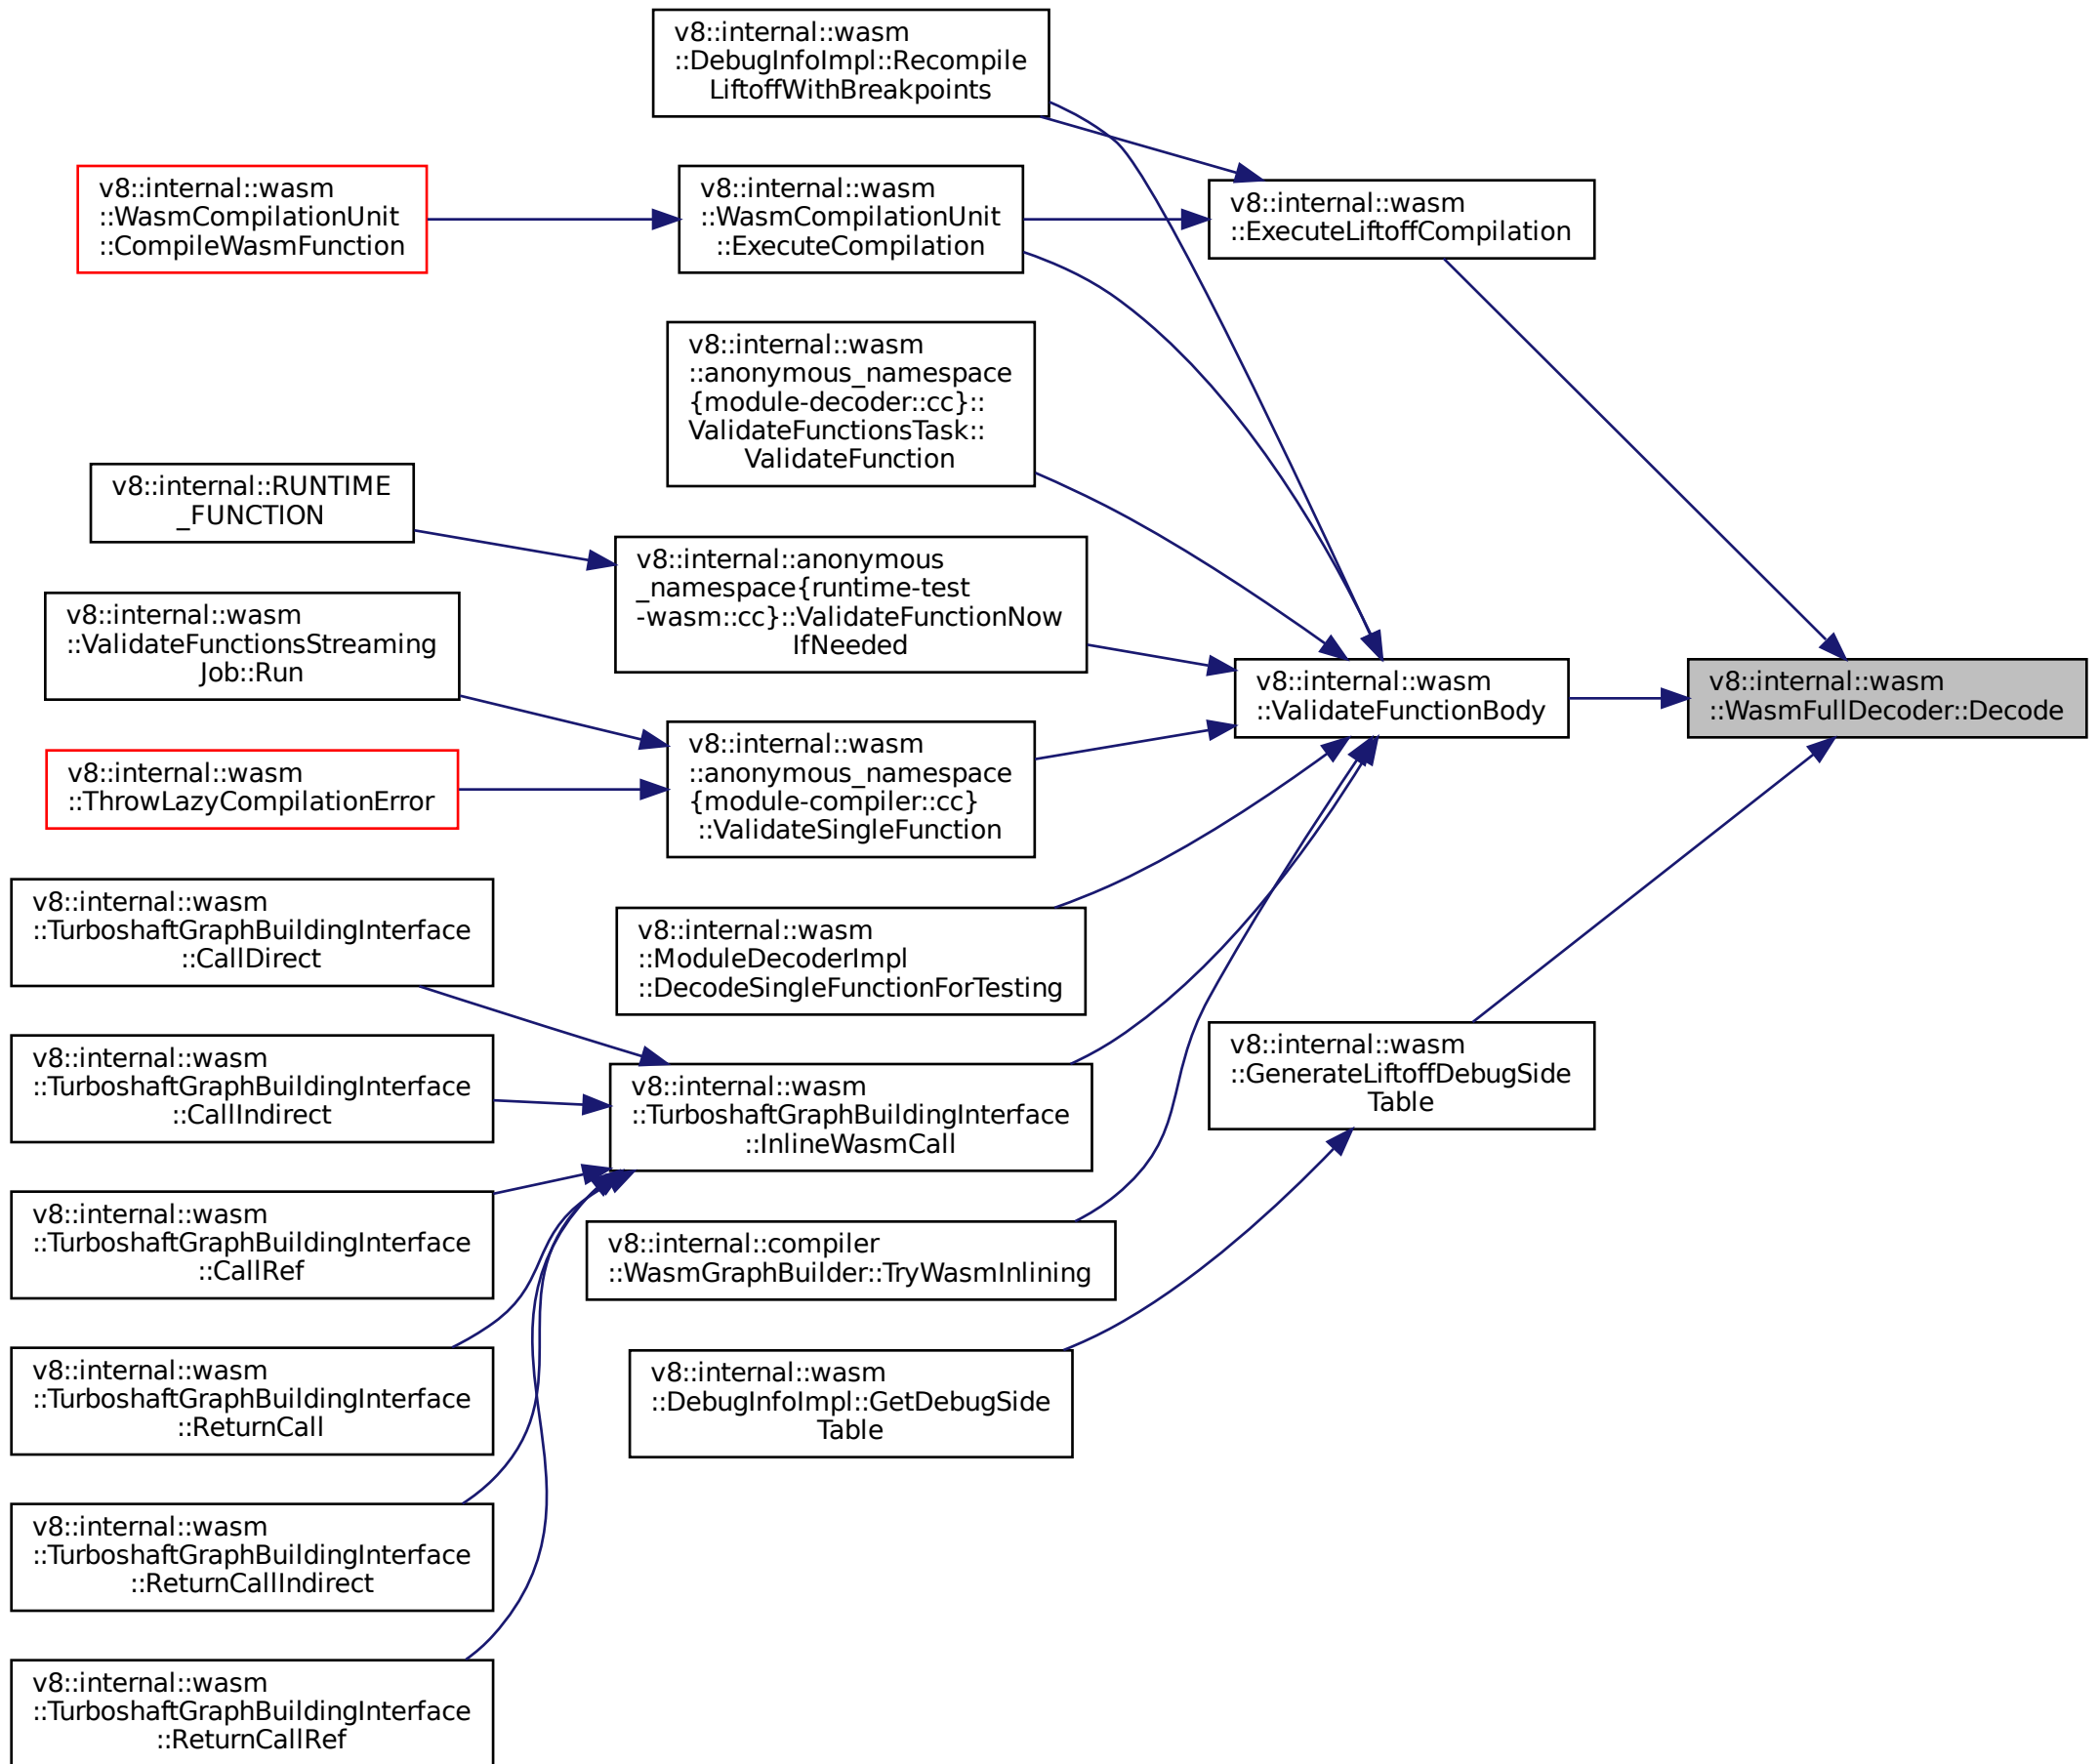 v8::internal::wasm
::DebugInfoImpl::Recompile
LiftoffWithBreakpoints
v8::internal::wasm
::WasmCompilationUnit
::CompileWasmFunction
v8::internal::wasm
::WasmCompilationUnit
::ExecuteCompilation
v8::internal::wasm
::ExecuteLiftoffCompilation
v8::internal::wasm
::anonymous_namespace
{module-decoder::cc}::
ValidateFunctionsTask::
ValidateFunction
v8::internal::RUNTIME
_FUNCTION
v8::internal::anonymous
_namespace{runtime-test
-wasm::cc}::ValidateFunctionNow
IfNeeded
v8::internal::wasm
::ValidateFunctionsStreaming
Job::Run
v8::internal::wasm
::ValidateFunctionBody
v8::internal::wasm
::WasmFullDecoder::Decode
v8::internal::wasm
::ThrowLazyCompilationError
v8::internal::wasm
::anonymous_namespace
{module-compiler::cc}
::ValidateSingleFunction
v8::internal::wasm
::TurboshaftGraphBuildingInterface
::CallDirect
v8::internal::wasm
::ModuleDecoderImpl
::DecodeSingleFunctionForTesting
v8::internal::wasm
::TurboshaftGraphBuildingInterface
::CallIndirect
v8::internal::wasm
::TurboshaftGraphBuildingInterface
::InlineWasmCall
v8::internal::wasm
::GenerateLiftoffDebugSide
Table
v8::internal::wasm
::TurboshaftGraphBuildingInterface
::CallRef
v8::internal::compiler
::WasmGraphBuilder::TryWasmInlining
v8::internal::wasm
::TurboshaftGraphBuildingInterface
::ReturnCall
v8::internal::wasm
::DebugInfoImpl::GetDebugSide
Table
v8::internal::wasm
::TurboshaftGraphBuildingInterface
::ReturnCallIndirect
v8::internal::wasm
::TurboshaftGraphBuildingInterface
::ReturnCallRef